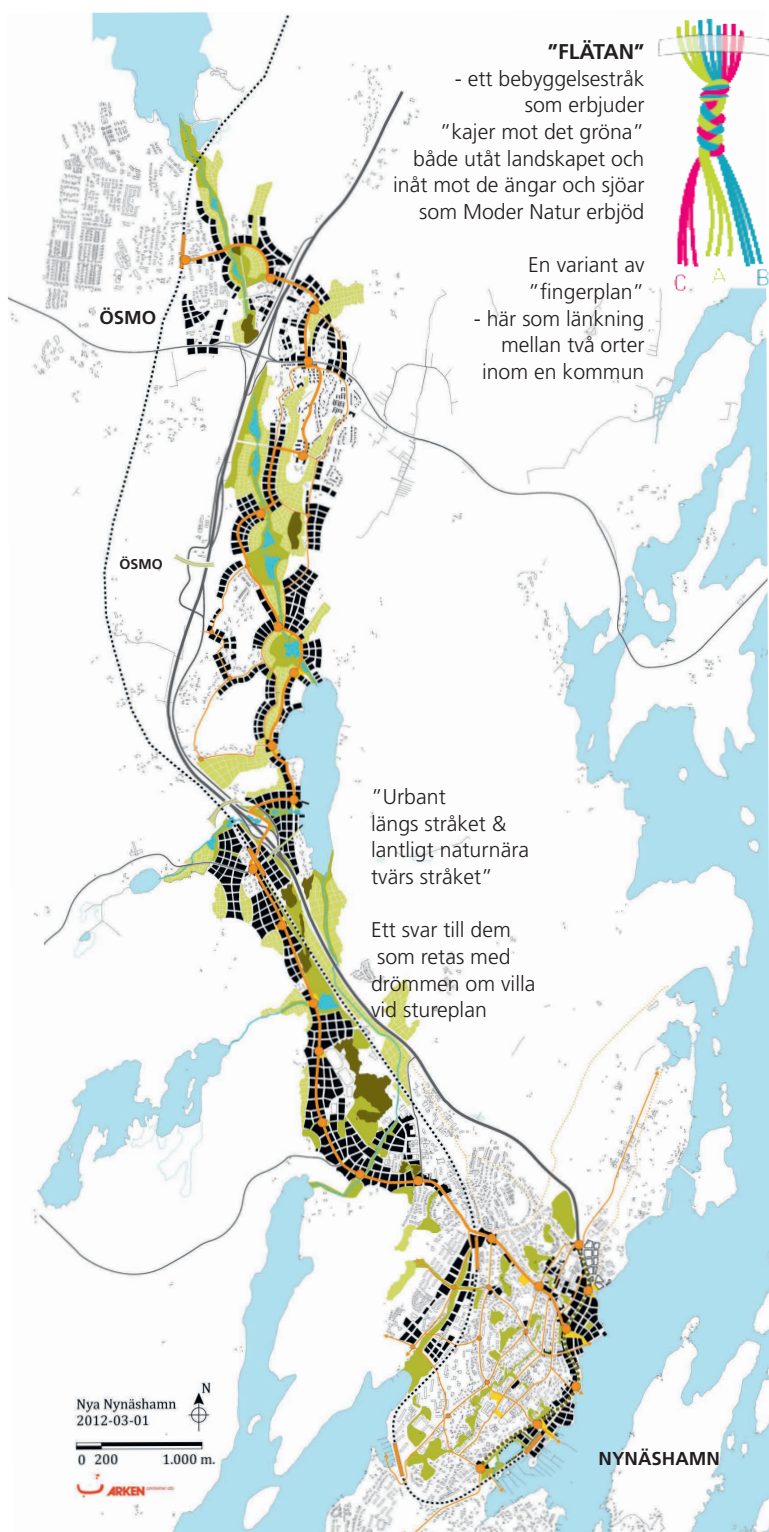 "FLÄTAN"
- ett bebyggelsestråk
som erbjuder
"kajer mot det gröna"
både utåt landskapet och
inåt mot de ängar och sjöar
som Moder Natur erbjöd
C A B
En variant av
"fingerplan"
- här som länkning
mellan två orter
inom en kommun
ÖSMO
ÖSMO
"Urbant
längs stråket &
lantligt naturnära
tvärs stråket"
Ett svar till dem
som retas med
drömmen om villa
vid stureplan
Nya Nynäshamn
2012-03-01
N
0 200 1.000 m.
ARKEN
NYNÄSHAMN